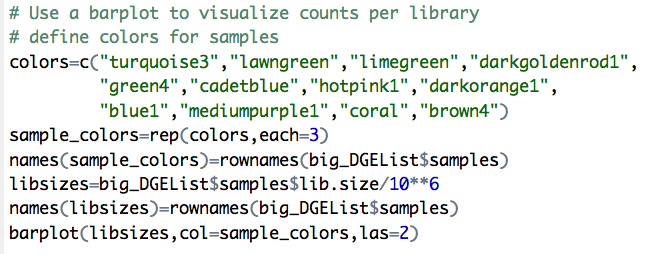 # Use a barplot to visualize counts per library
# define colors for samples
colors=c("turquoise3","lawngreen","limegreen","darkgoldenrod1",
"green4","cadetblue","hotpink1","darkorange1",
"blue1","mediumpurple1","coral","brown4")
sample_colors=rep(colors,each=3)
names(sample_colors)=rownames(big_DGEList$samples)
libsizes=big_DGEList$samples$lib.size/10**6
names(libsizes)=rownames(big_DGEList$samples)
barplot(libsizes,col=sample_colors,las=2)